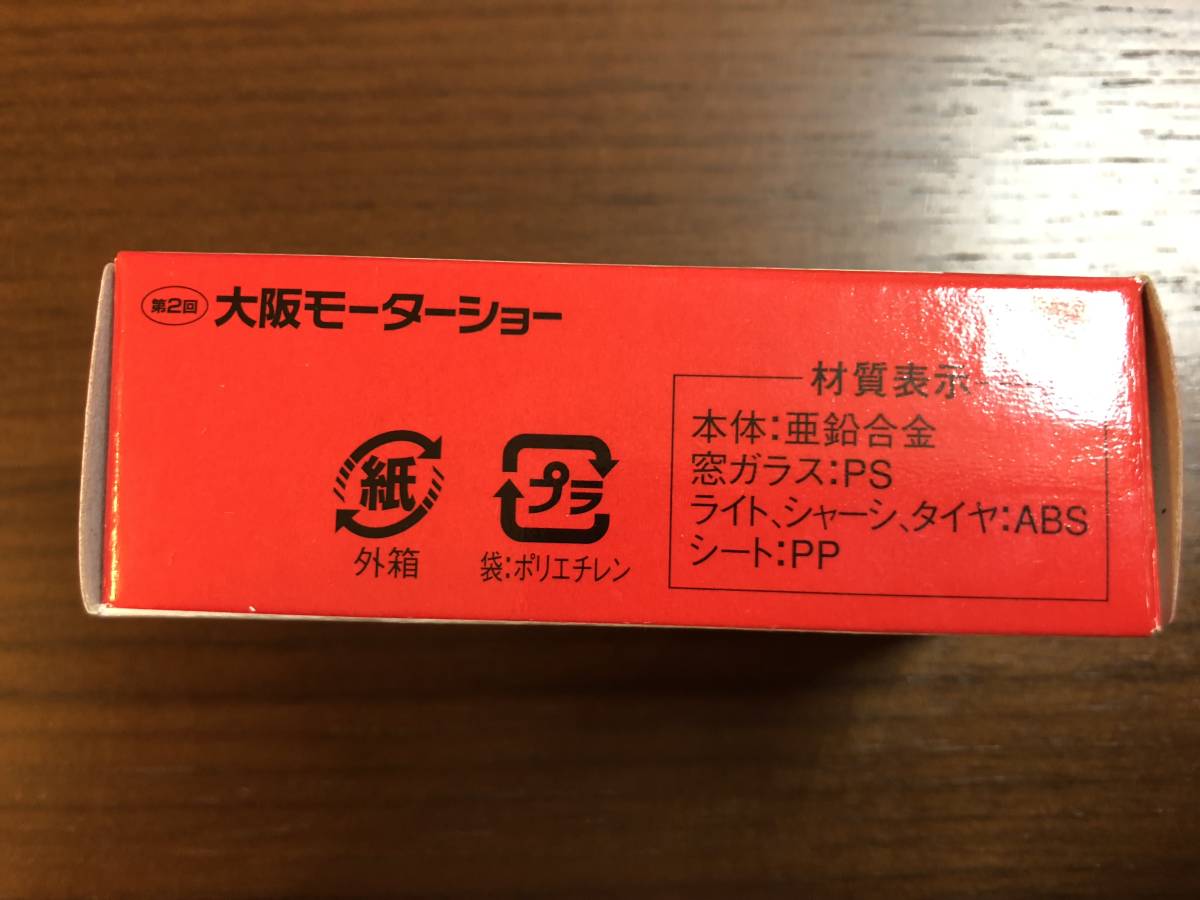 第2回 大阪モーターショー
紙
外箱
プラ
袋:ポリエチレン
材質表示
本体:亜鉛合金
窓ガラス:PS
ライト、シャーシ、タイヤ:ABS
シート:PP